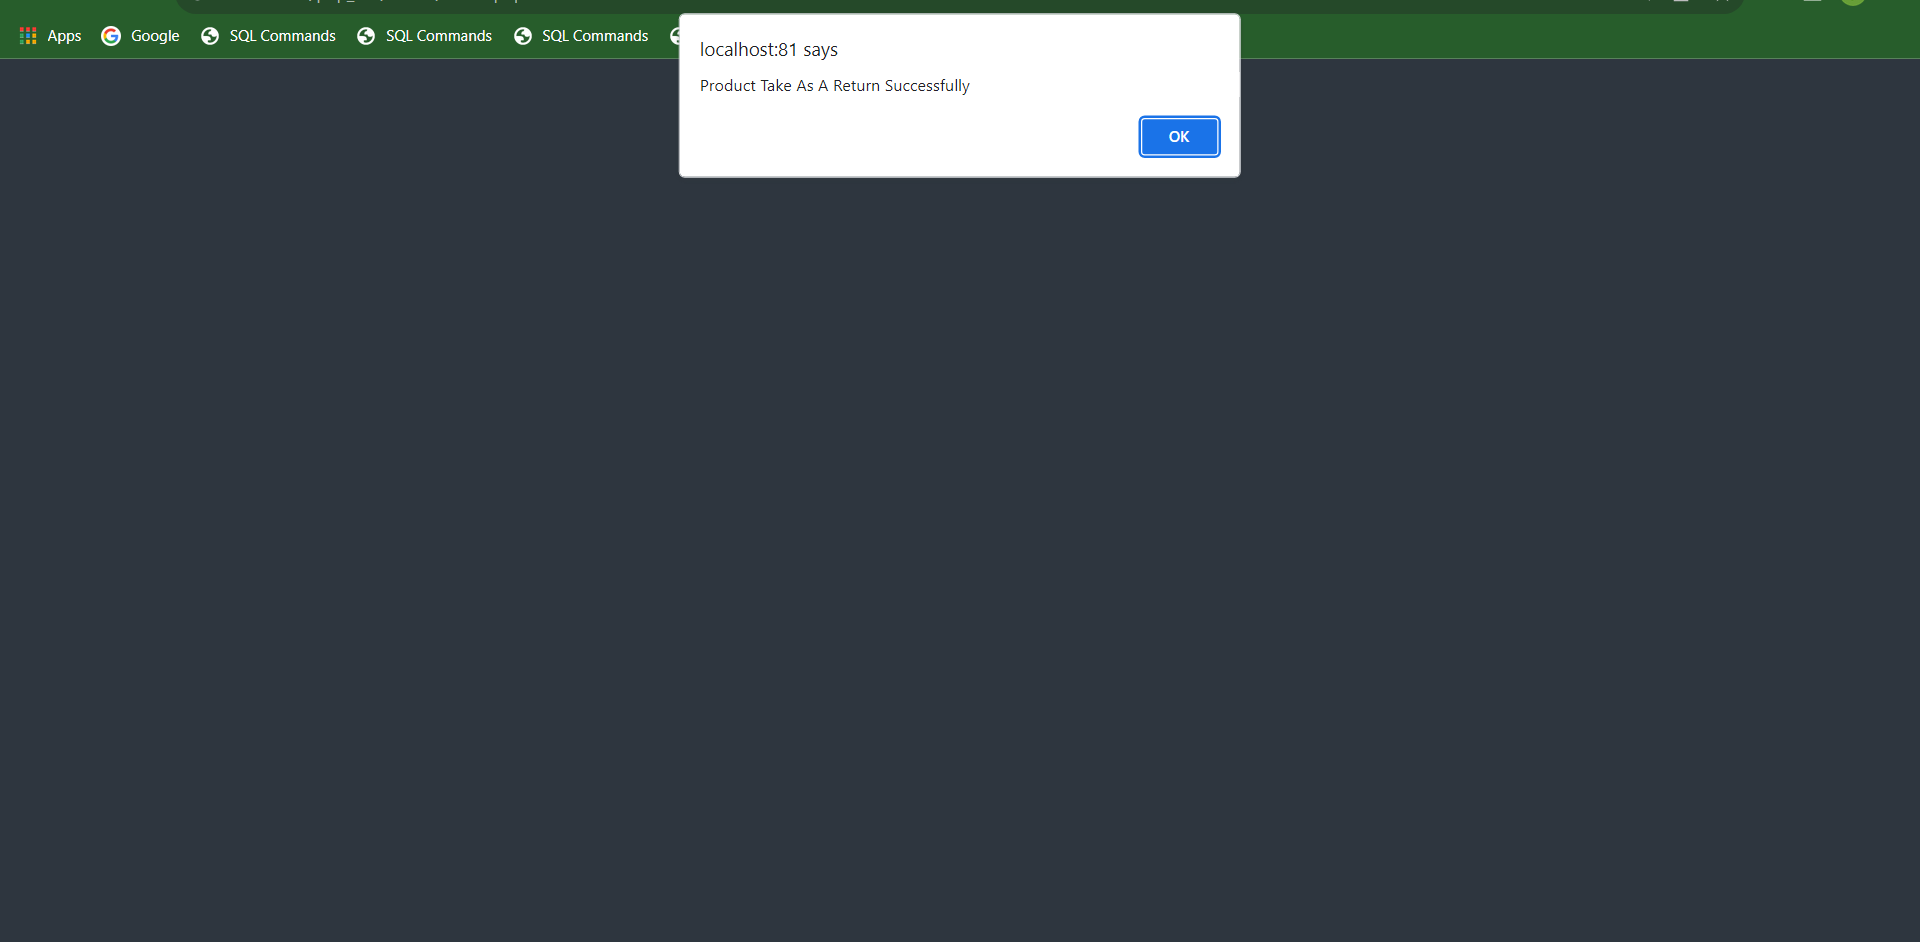 Apps Google SQL Commands SQL Commands SQL Commands
localhost:81 says
Product Take As A Return Successfully
OK